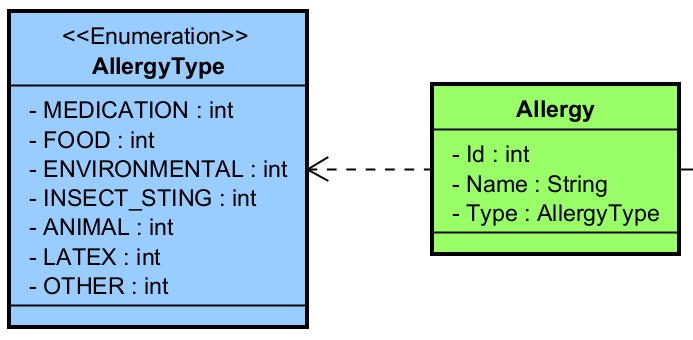 <<Enumeration>>
AllergyType
- MEDICATION : int
- FOOD : int
- ENVIRONMENTAL : int
- INSECT_STING : int
- ANIMAL : int
- LATEX : int
- OTHER : int
Allergy
- Id : int
- Name : String
- Type : AllergyType